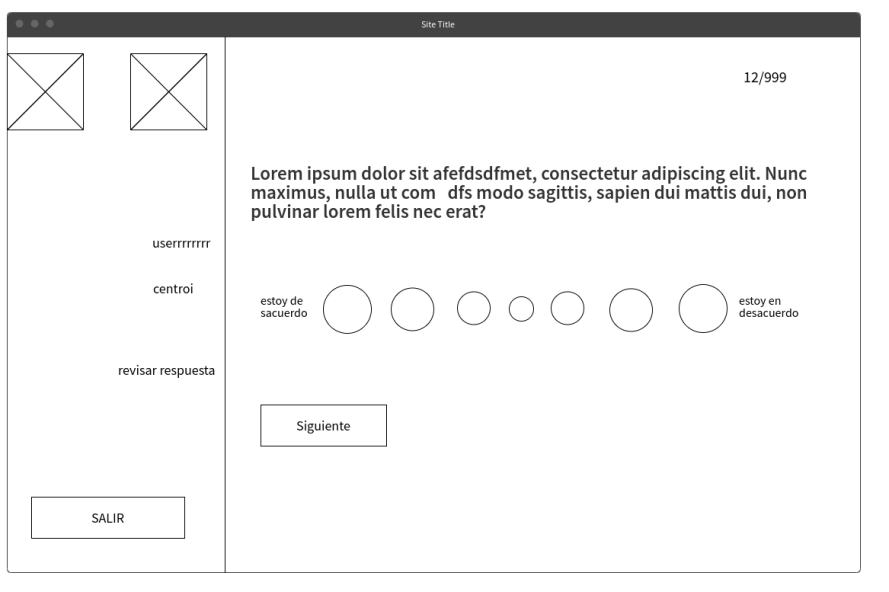 Site Title
12/999
Lorem ipsum dolor sit afefdsdfmet, consectetur adipiscing elit. Nunc
maximus, nulla ut com dfs modo sagittis, sapien dui mattis dui, non
pulvinar lorem felis nec erat?
userrrrrrrr
centroi
estoy de
sacuerdo
estoy en
desacuerdo
revisar respuesta
Siguiente
SALIR